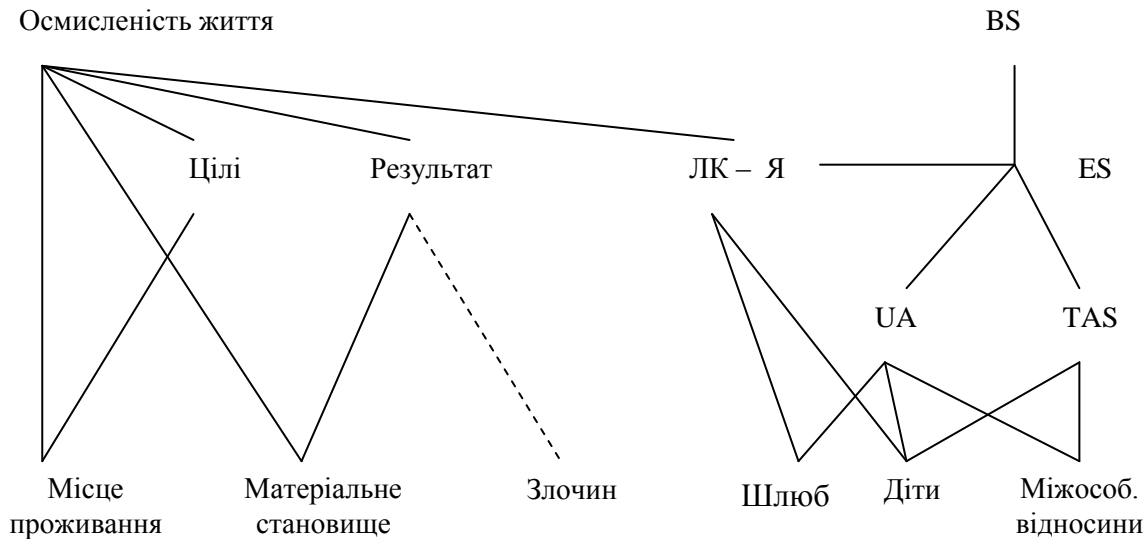 Осмисленість життя
BS
Цілі
Результат
ЛК – Я
ES
UA
TAS
Місце
проживання
Матеріальне
становище
Злочин
Шлюб
Діти
Міжособ.
відносини